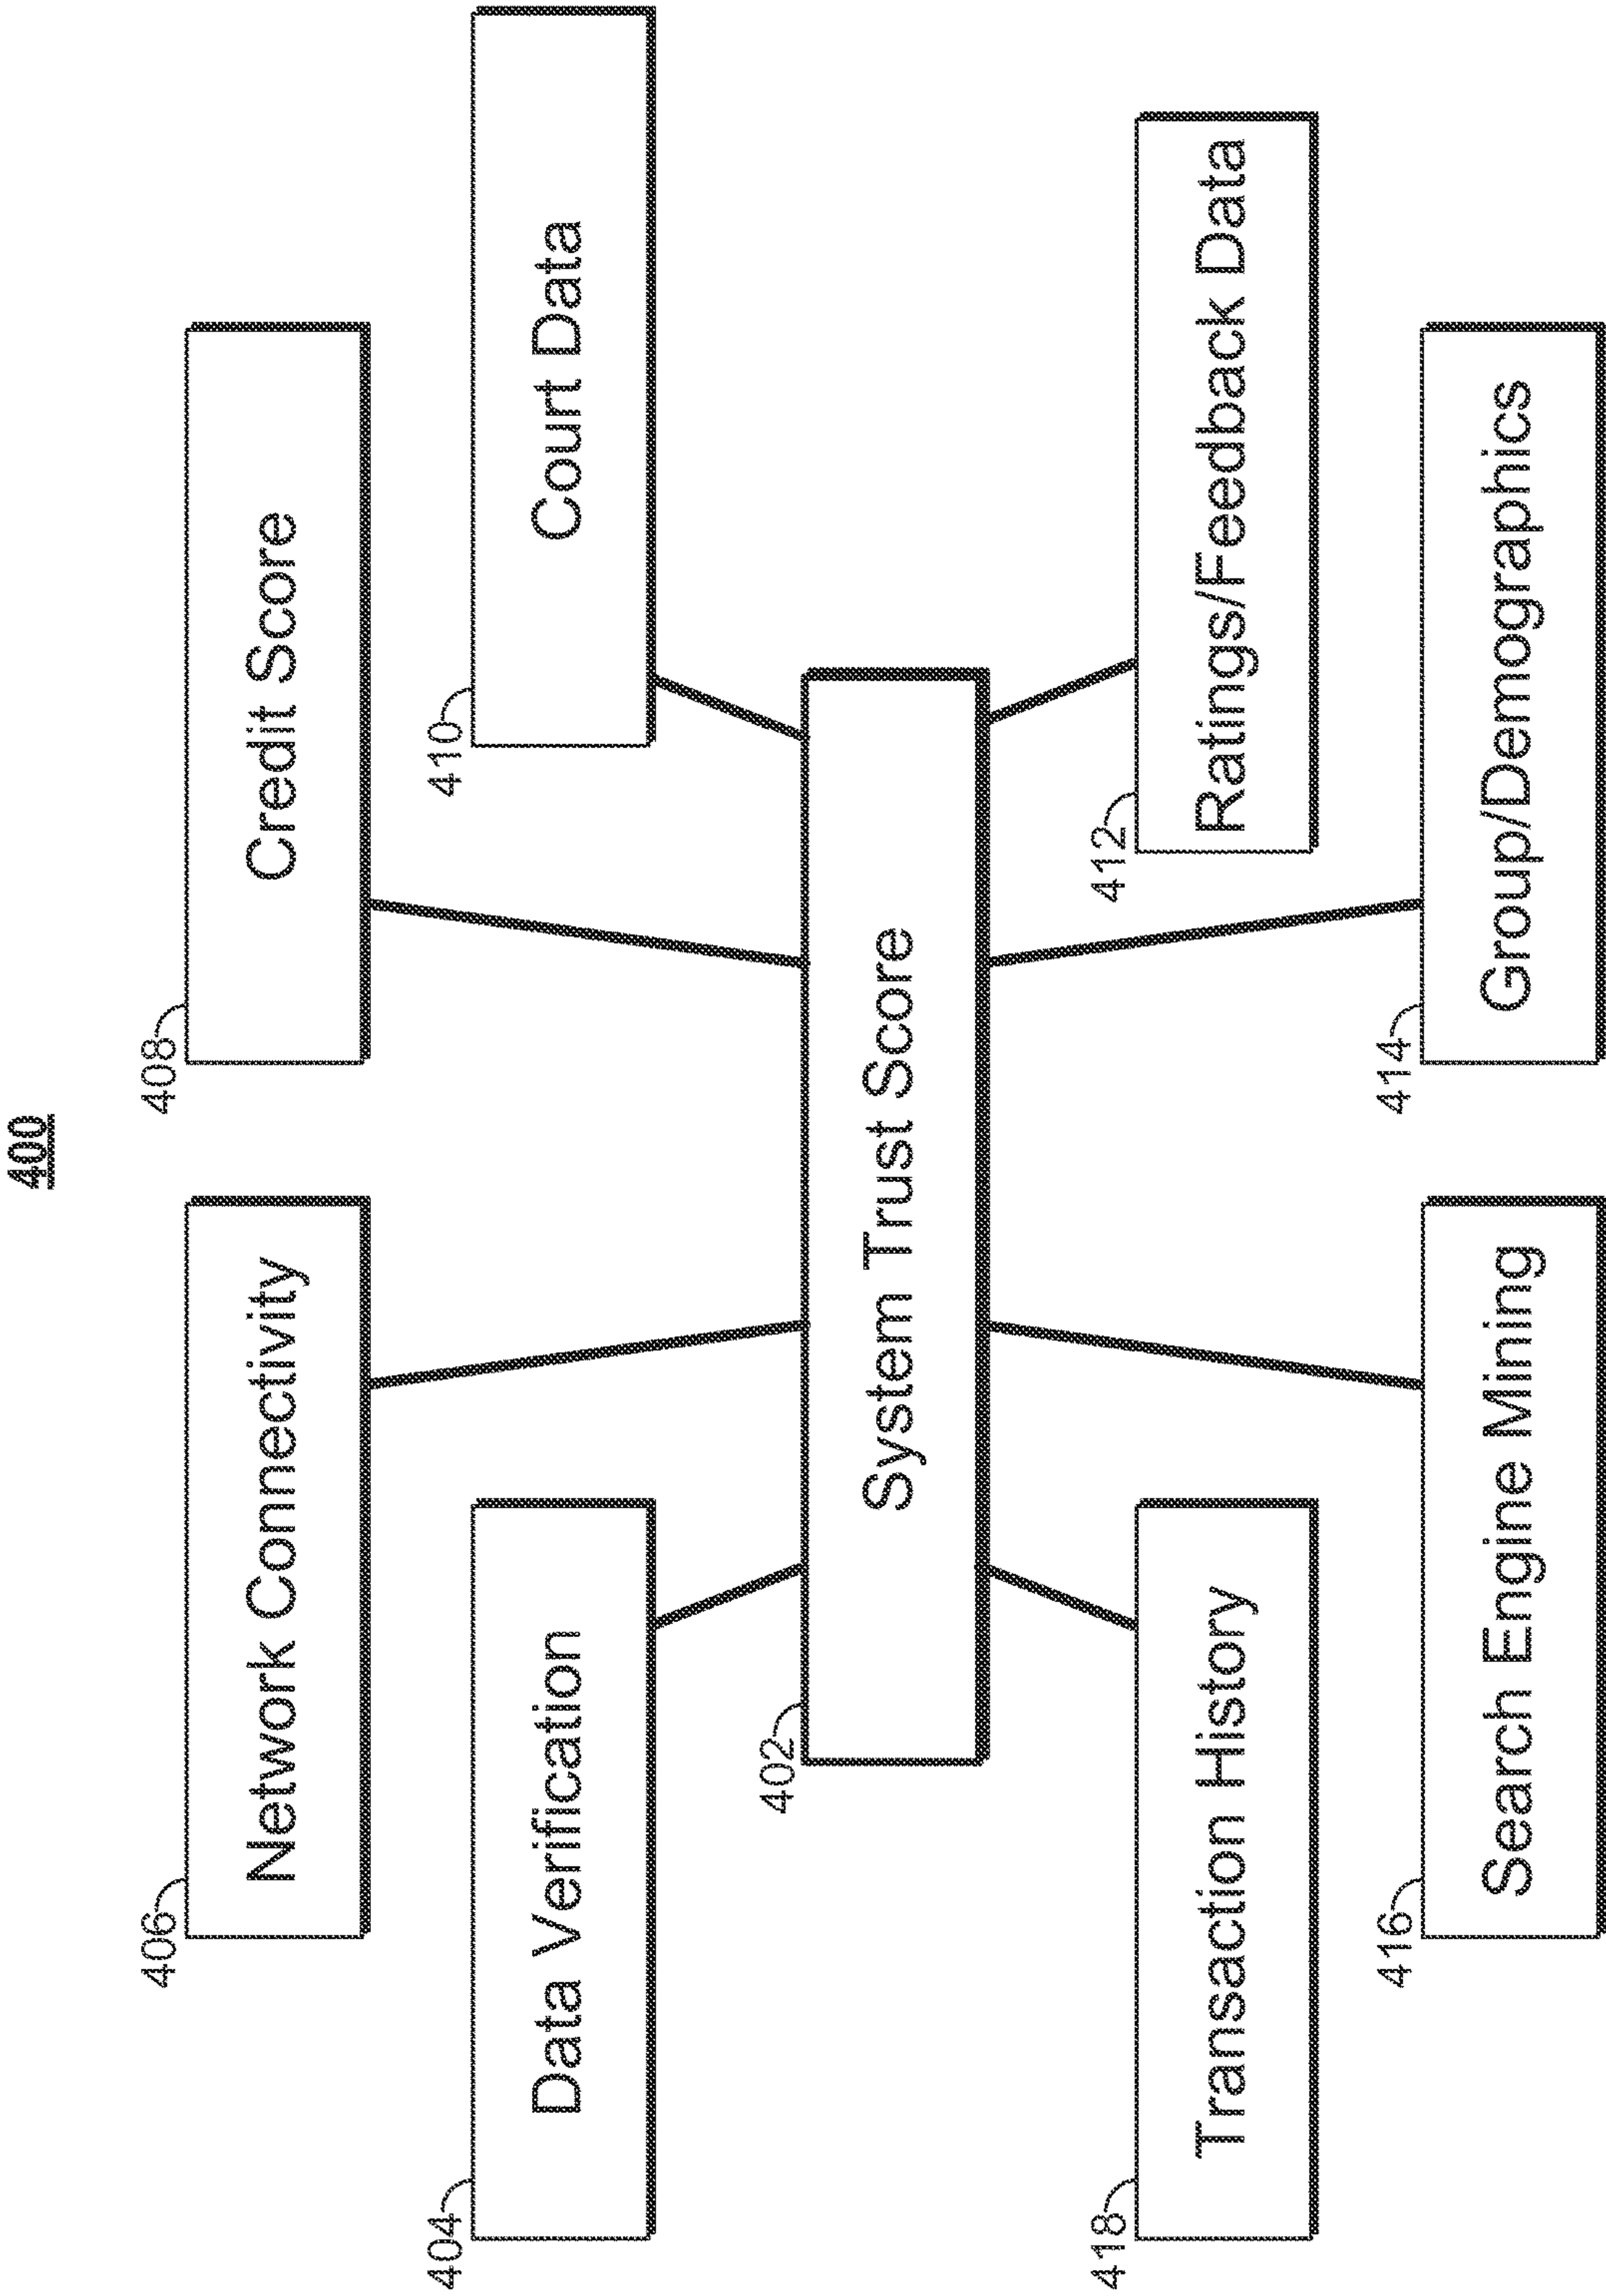 400
406
Network Connectivity
408
Credit Score
404
Data Verification
410
Court Data
402
System Trust Score
418
Transaction History
412
Ratings/Feedback Data
416
Search Engine Mining
414
Group/Demographics